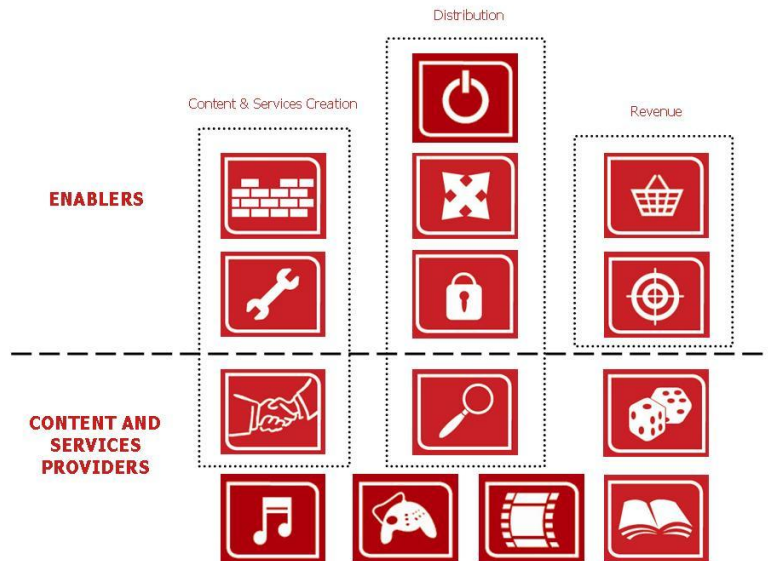 Distribution
Content & Services Creation
Revenue
ENABLERS
CONTENT AND
SERVICES
PROVIDERS